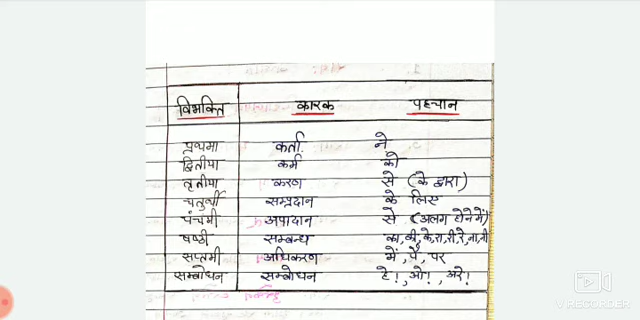 विभक्ति कारक पहचान
प्रथमा कर्ता ने
द्वितीया कर्म को
तृतीया करण से (के द्वारा)
चतुर्थी सम्प्रदान के लिए
पंचमी अपादान से (अलग होने में)
षष्ठी सम्बन्ध का, की, के, रा, री, रे, ना, नी
सप्तमी अधिकरण में, पै, पर
सम्बोधन सम्बोधन हे!, ओ!, अरे!
V RECORDER